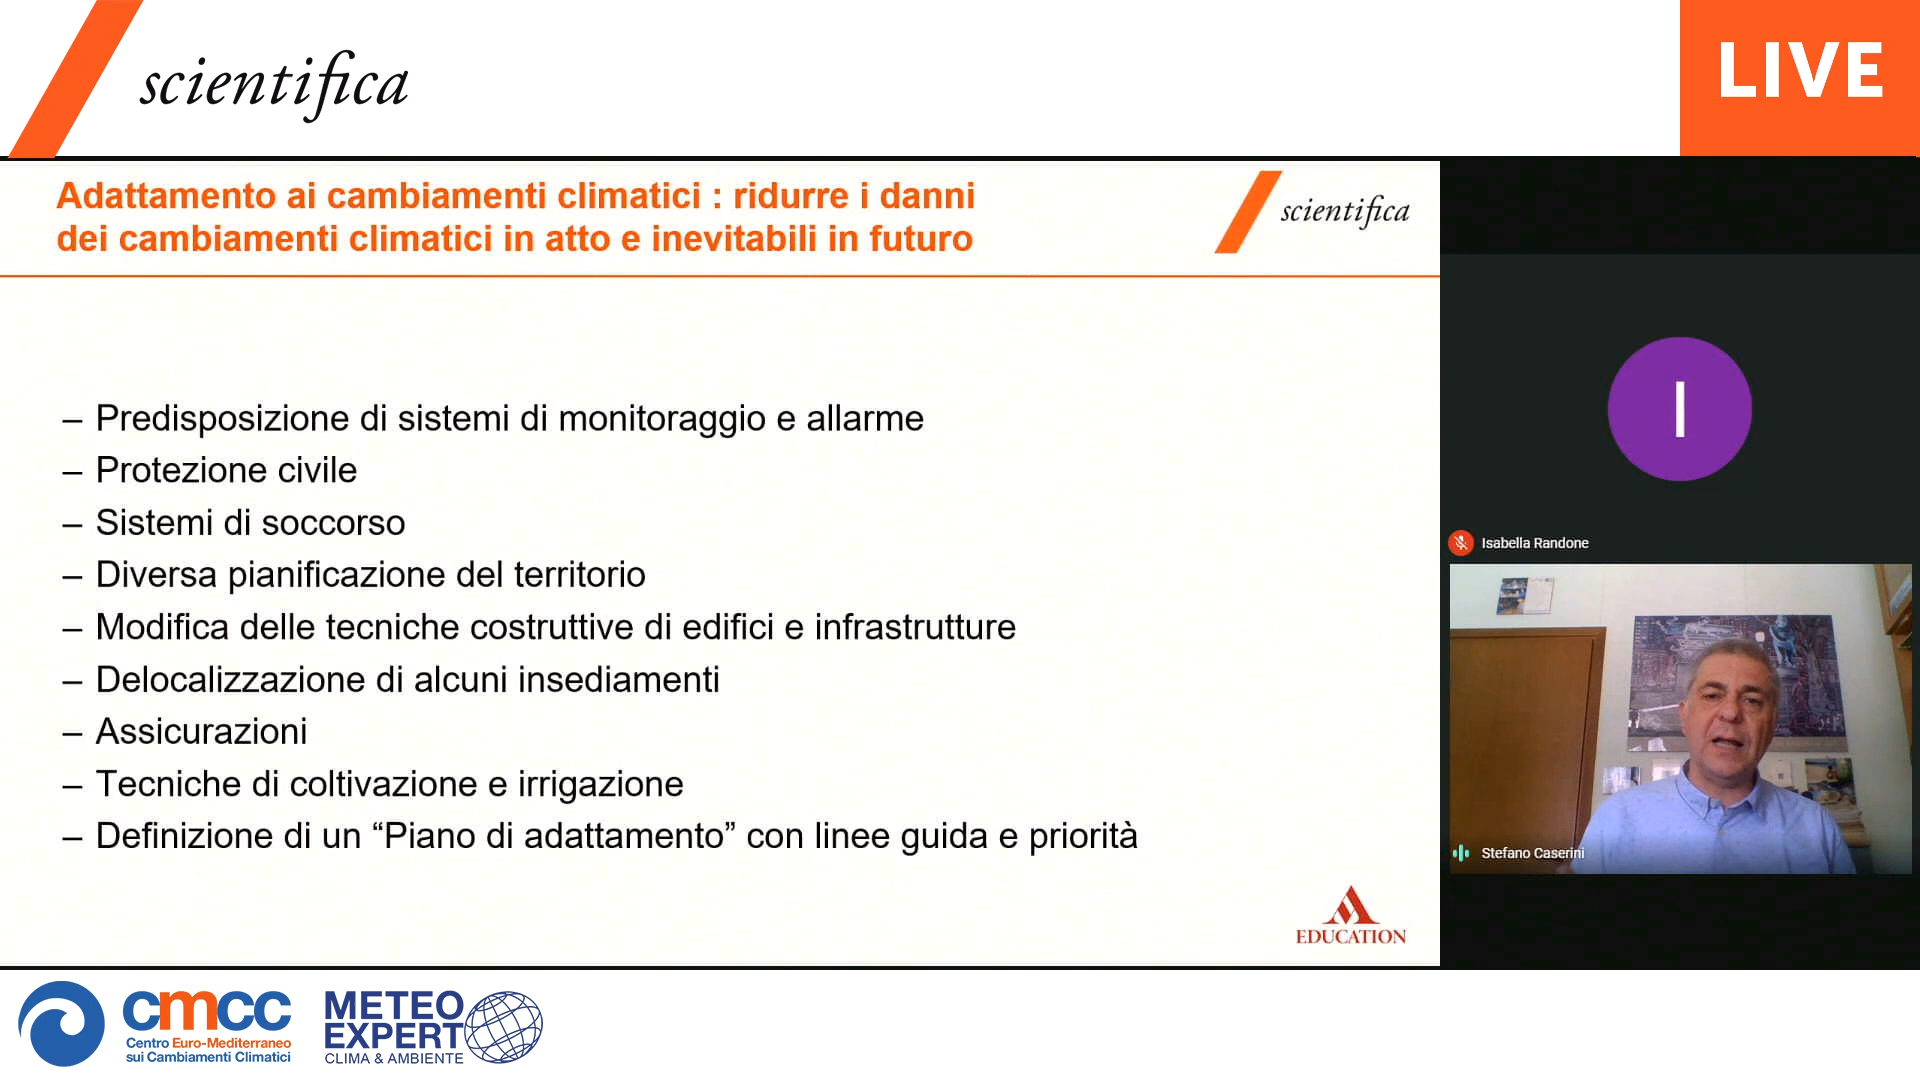 scientifica
LIVE
Adattamento ai cambiamenti climatici : ridurre i danni
dei cambiamenti climatici in atto e inevitabili in futuro
scientifica
– Predisposizione di sistemi di monitoraggio e allarme
– Protezione civile
– Sistemi di soccorso
– Diversa pianificazione del territorio
– Modifica delle tecniche costruttive di edifici e infrastrutture
– Delocalizzazione di alcuni insediamenti
– Assicurazioni
– Tecniche di coltivazione e irrigazione
– Definizione di un “Piano di adattamento” con linee guida e priorità
EDUCATION
I
Isabella Randone
Stefano Caserini
cmcc
Centro Euro-Mediterraneo
sui Cambiamenti Climatici
METEO
EXPERT
CLIMA & AMBIENTE